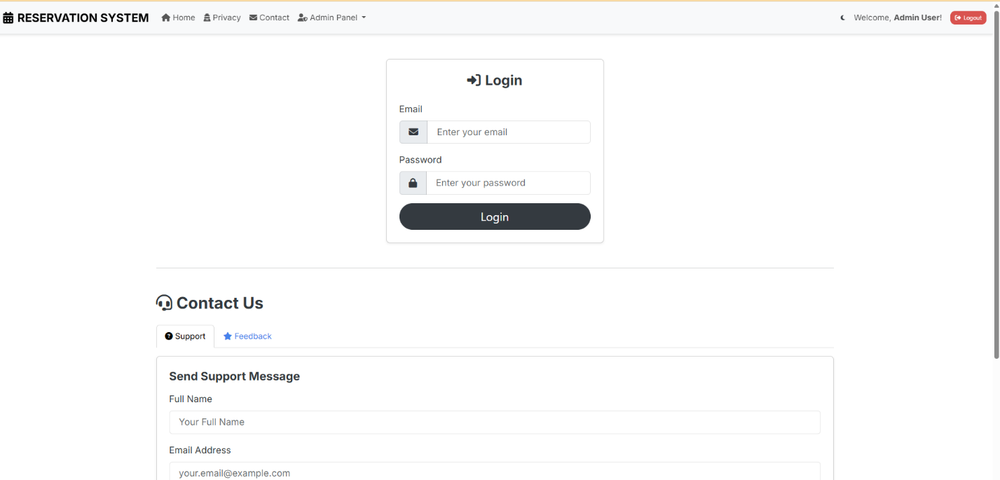 RESERVATION SYSTEM Home Privacy Contact Admin Panel Welcome, Admin User! Logout
Login
Email
Enter your email
Password
Enter your password
Login
Contact Us
Support Feedback
Send Support Message
Full Name
Your Full Name
Email Address
your.email@example.com